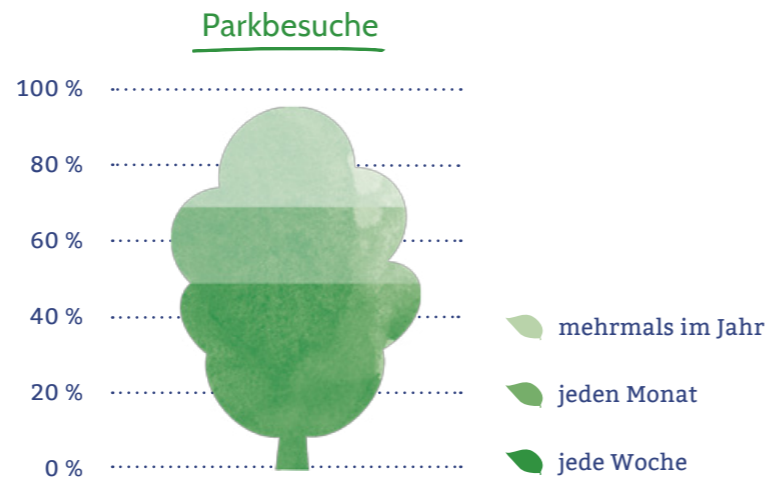 Parkbesuche
100 %
80 %
60 %
40 %
20 %
0 %
mehrmals im Jahr
jeden Monat
jede Woche